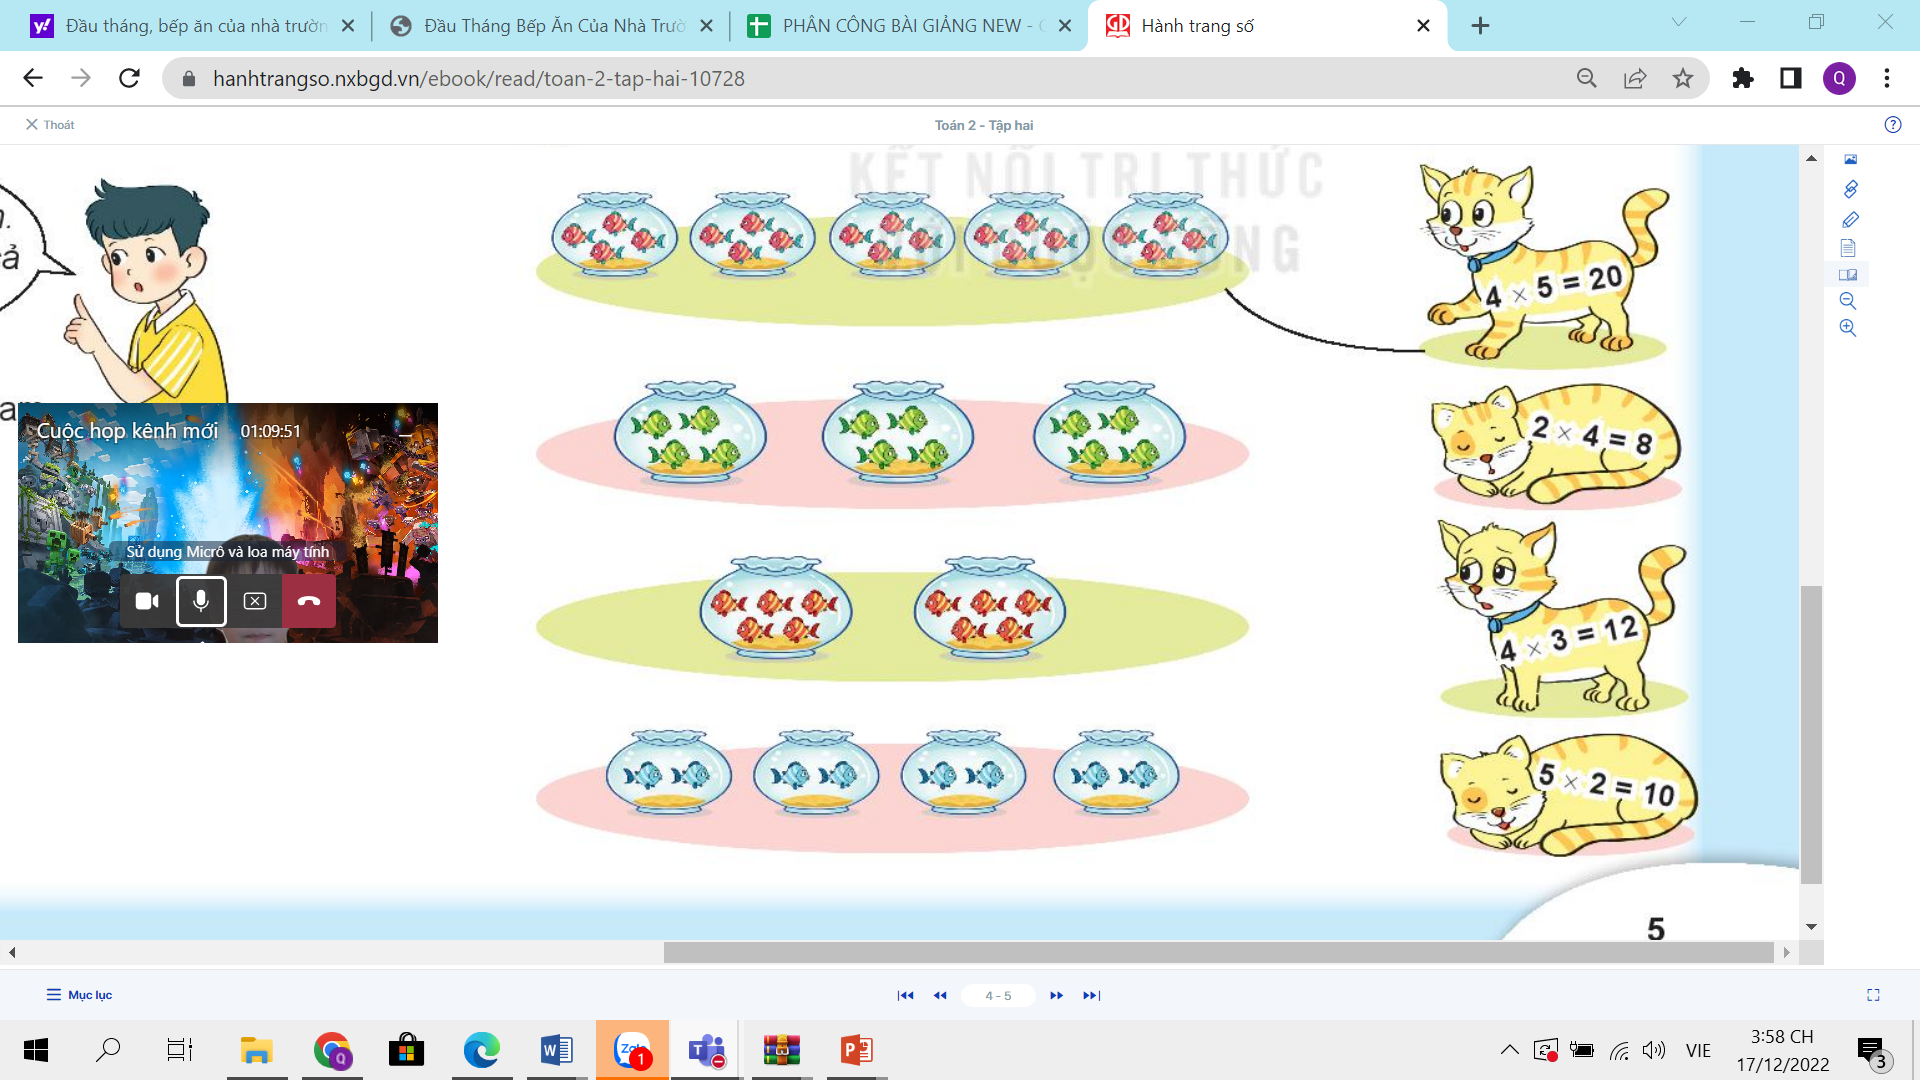 Đầu tháng, bếp ăn của nhà trườn
Đầu Tháng Bếp Ăn Của Nhà Trườ
PHÂN CÔNG BÀI GIẢNG NEW -
Hành trang số
hanhtrangso.nxbgd.vn/ebook/read/toan-2-tap-hai-10728
Q
Thoát
Toán 2 - Tập hai
KẾT NỐI TRI THỨC
4 × 5 = 20
2 × 4 = 8
Cuộc họp kênh mới 01:09:51
Sử dụng Micrô và loa máy tính
4 × 3 = 12
5 × 2 = 10
5
Mục lục
4 - 5
Zalo
1
VIE
3:58 CH
17/12/2022
3